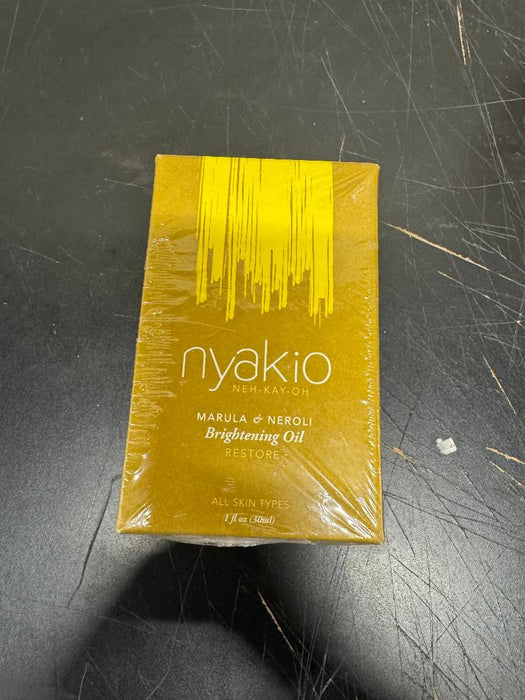 nyakio
NEH-KAY-OH
MARULA & NEROLI
Brightening Oil
RESTORE
ALL SKIN TYPES
1 fl oz (30ml)